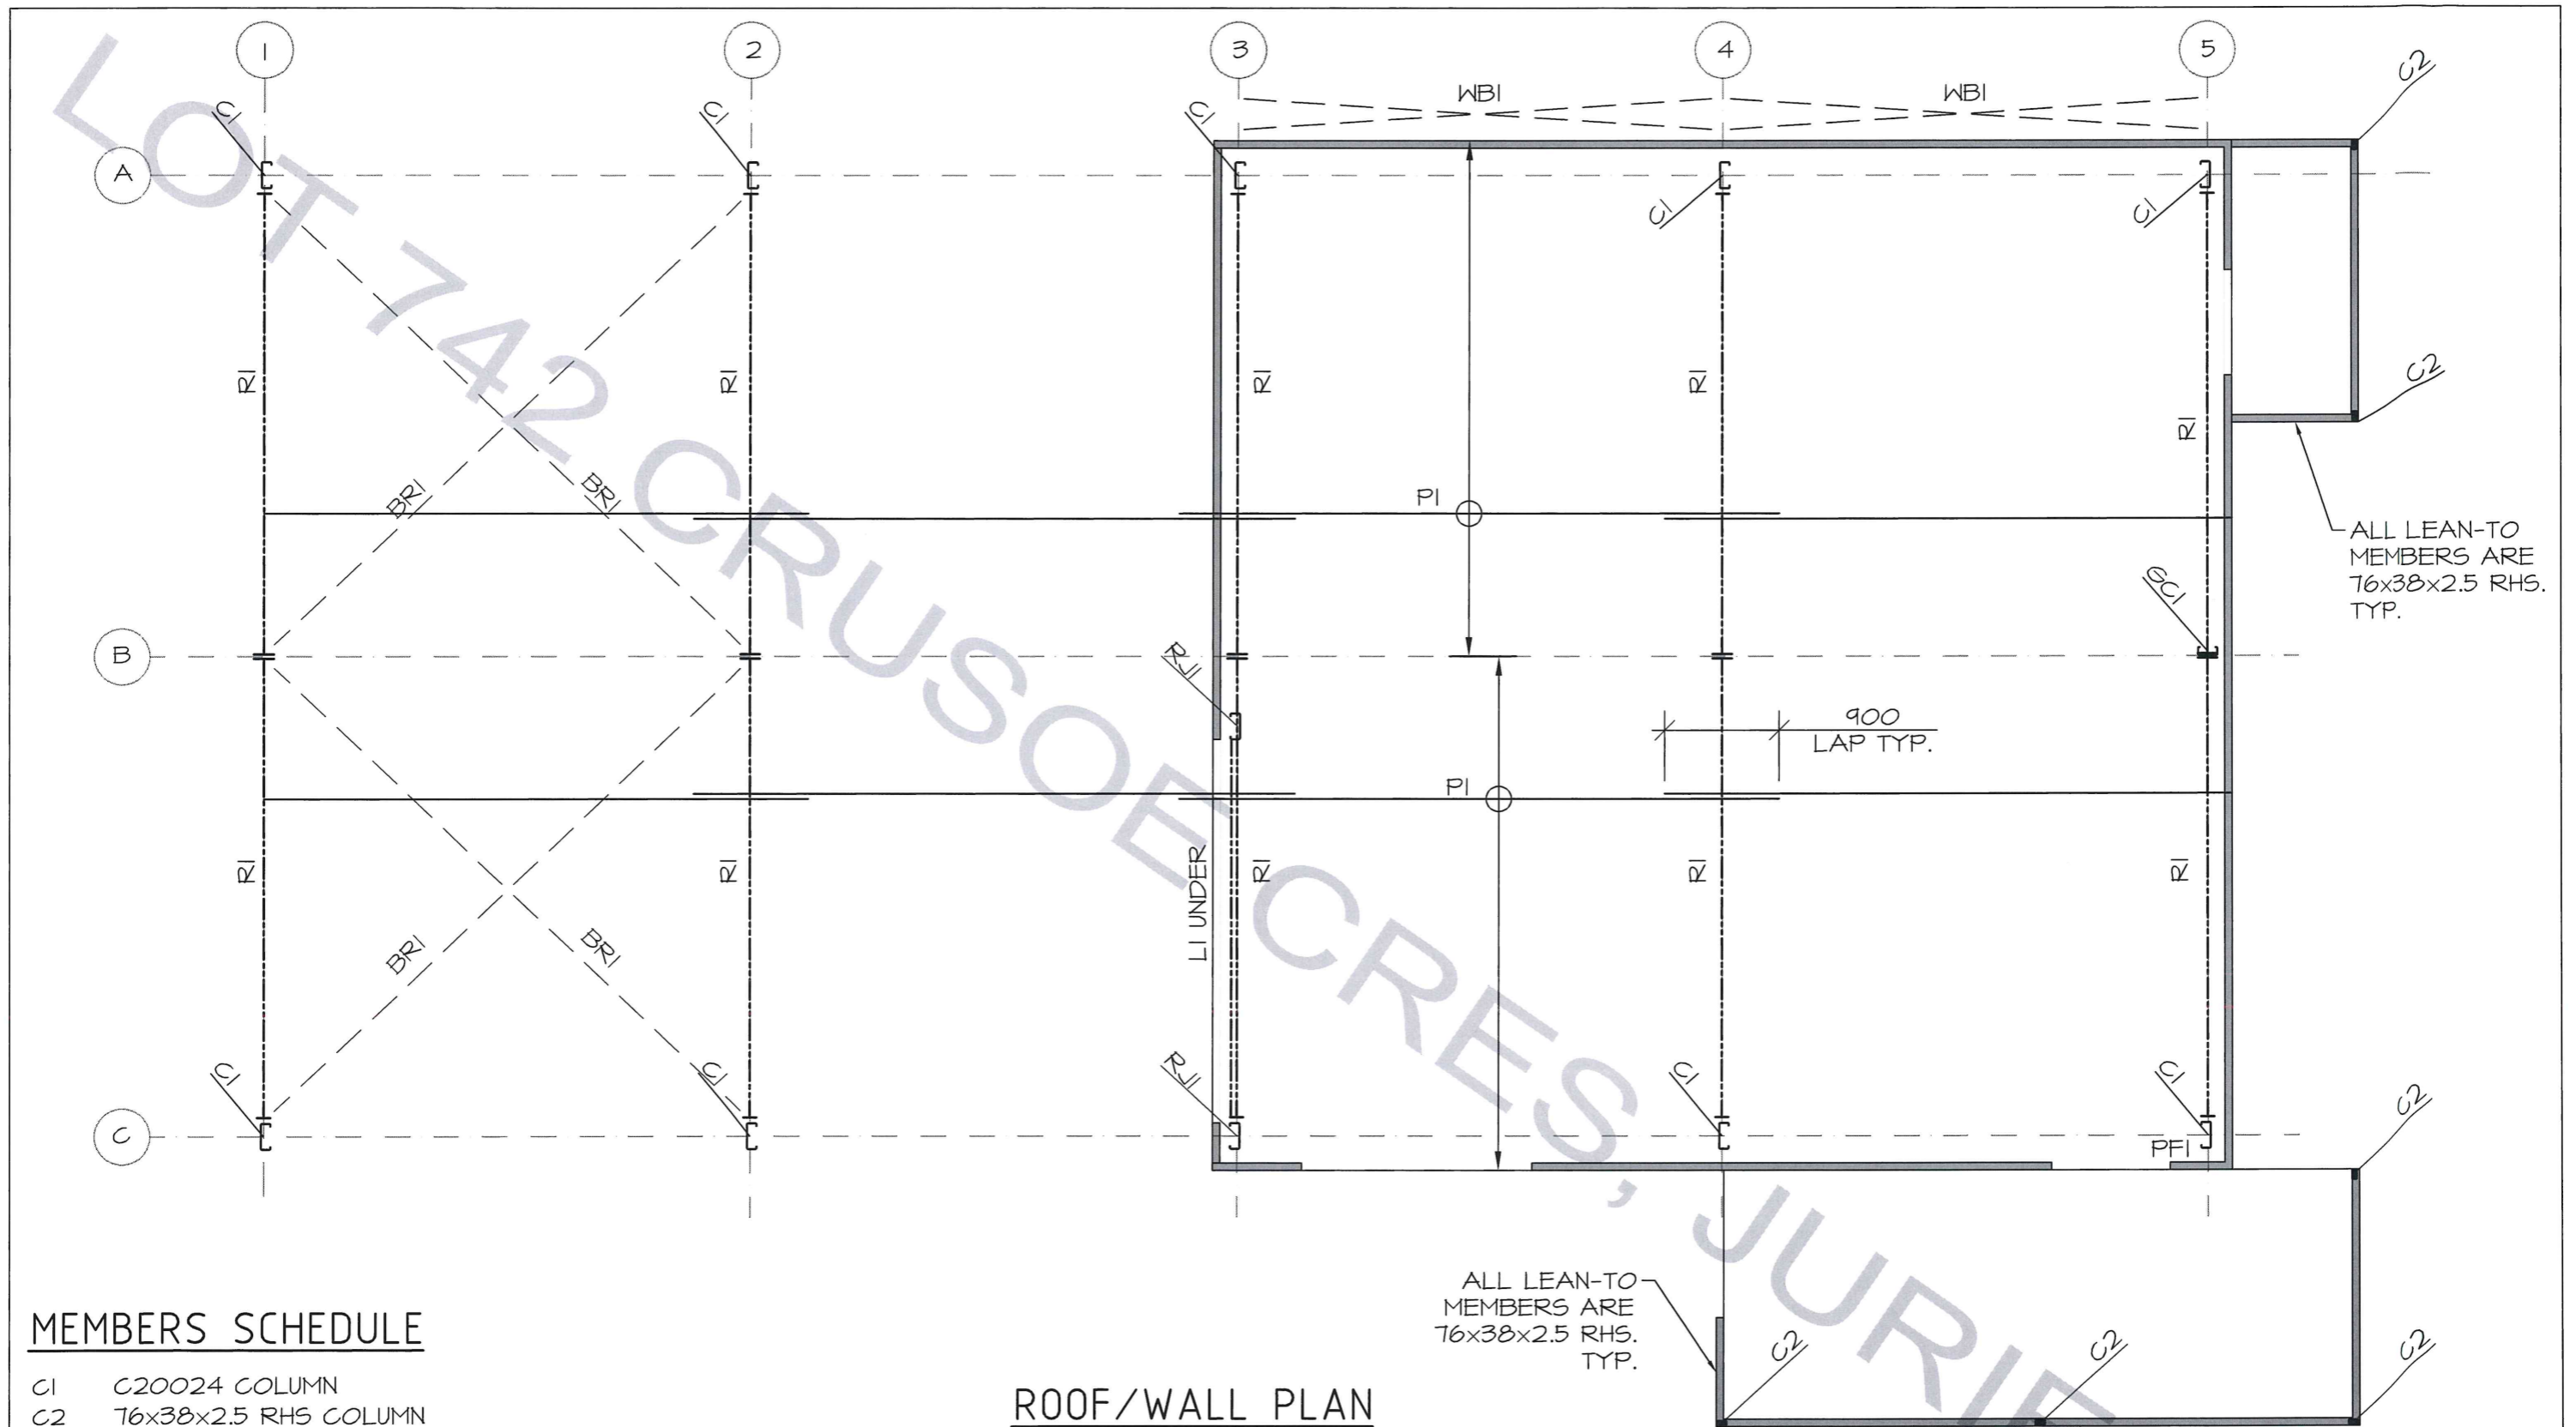 1
2
3
4
5
C2
WB1
WB1
C1
C1
C1
A
C1
C1
R1
R1
R1
R1
R1
C2
BR1
BR1
P1
ALL LEAN-TO
MEMBERS ARE
76x38x2.5 RHS.
TYP.
GC1
B
RJ1
900
LAP TYP.
P1
L1 UNDER
R1
R1
R1
R1
R1
BR1
BR1
C1
C1
RJ1
C1
C1
C2
C
PF1
LOT 742 CRUSOE CRES, JURIE
ALL LEAN-TO
MEMBERS ARE
76x38x2.5 RHS.
TYP.
C2
C2
C2
MEMBERS SCHEDULE
C1 C20024 COLUMN
C2 76x38x2.5 RHS COLUMN
ROOF/WALL PLAN